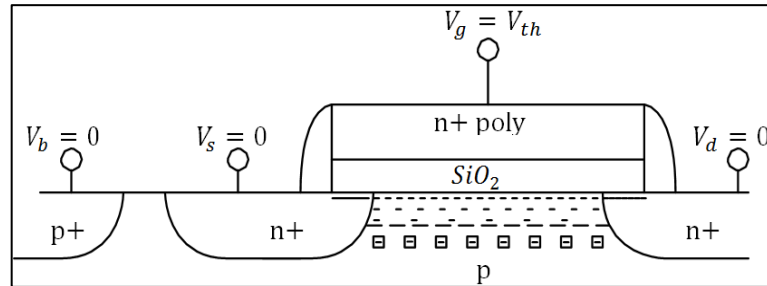 V_g = V_th
V_b = 0
V_s = 0
n+ poly
V_d = 0
SiO_2
p+
n+
n+
p